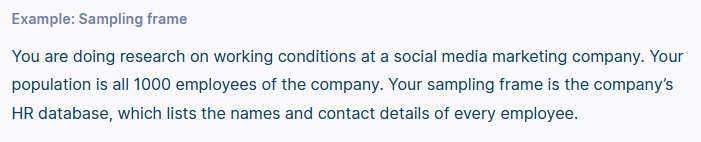 Example: Sampling frame
You are doing research on working conditions at a social media marketing company. Your
population is all 1000 employees of the company. Your sampling frame is the company’s
HR database, which lists the names and contact details of every employee.